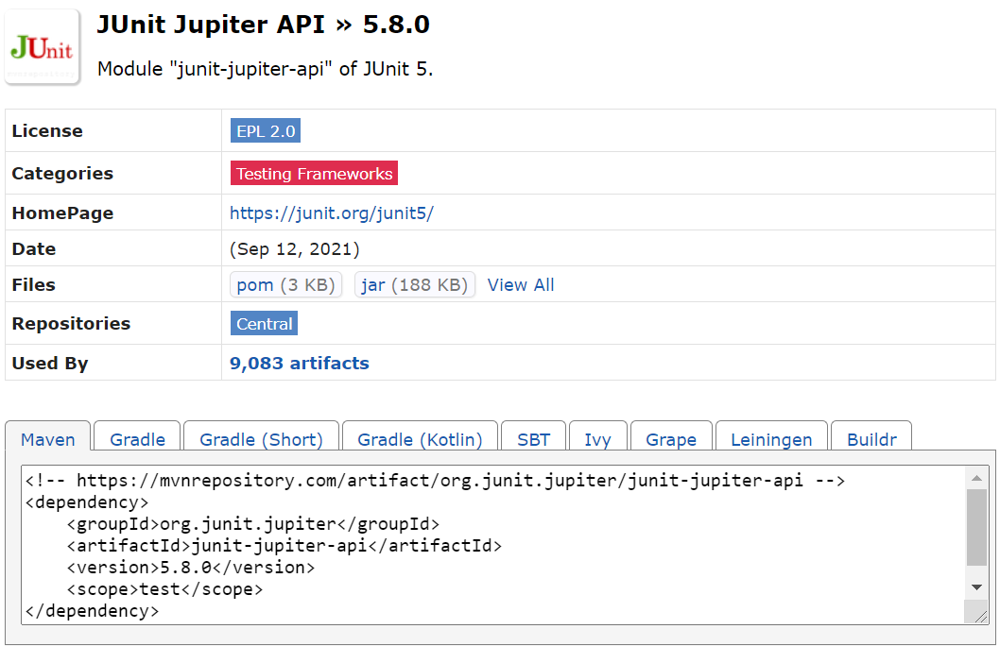 JUnit Jupiter API » 5.8.0
JUnit
Module "junit-jupiter-api" of JUnit 5.
License EPL 2.0
Categories Testing Frameworks
HomePage https://junit.org/junit5/
Date (Sep 12, 2021)
Files pom (3 KB) jar (188 KB) View All
Repositories Central
Used By 9,083 artifacts
Maven Gradle Gradle (Short) Gradle (Kotlin) SBT Ivy Grape Leiningen Buildr
<!-- https://mvnrepository.com/artifact/org.junit.jupiter/junit-jupiter-api -->
<dependency>
    <groupId>org.junit.jupiter</groupId>
    <artifactId>junit-jupiter-api</artifactId>
    <version>5.8.0</version>
    <scope>test</scope>
</dependency>